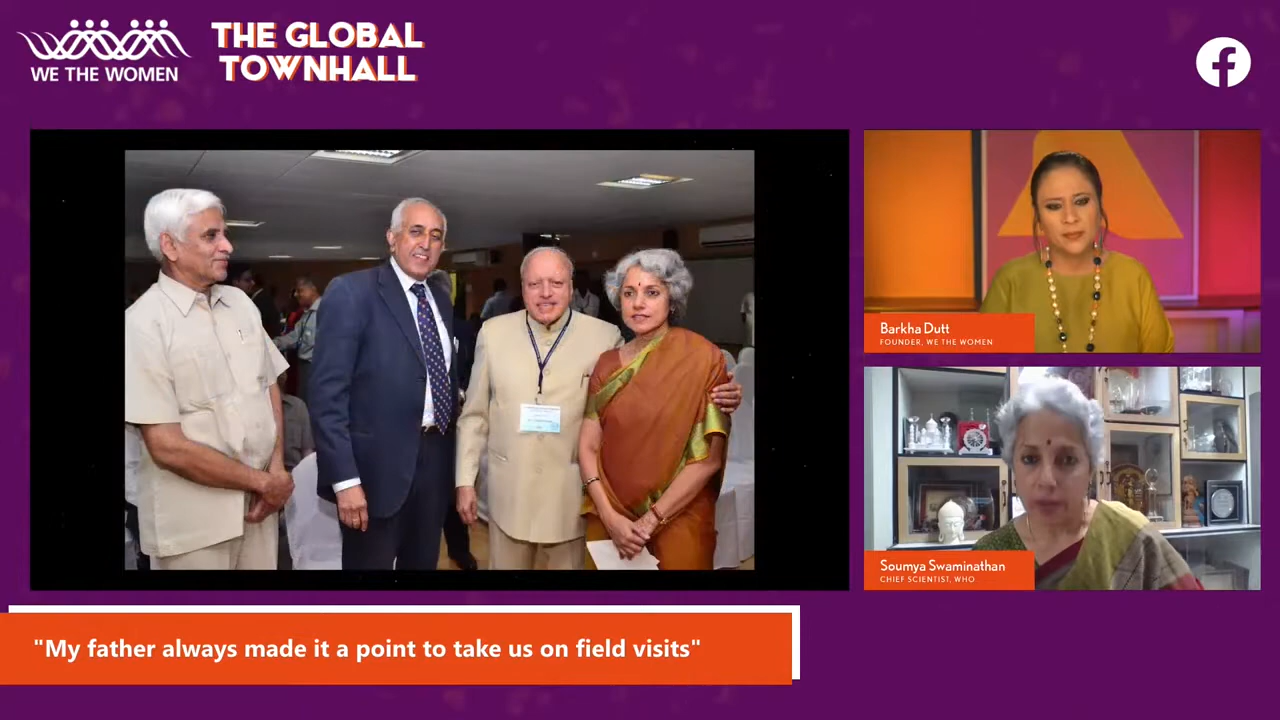 WE THE WOMEN
THE GLOBAL
TOWNHALL
Barkha Dutt
FOUNDER, WE THE WOMEN
Soumya Swaminathan
CHIEF SCIENTIST, WHO
"My father always made it a point to take us on field visits"